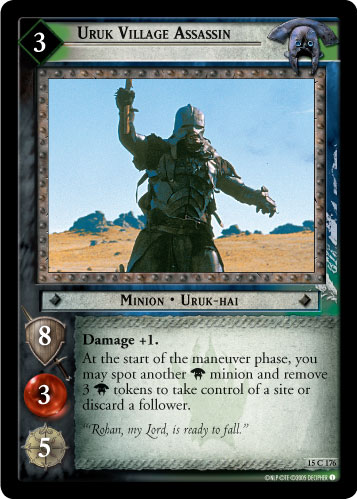 3
URUK VILLAGE ASSASSIN
MINION • URUK-HAI
8
3
5
Damage +1.
At the start of the maneuver phase, you
may spot another minion and remove
3 tokens to take control of a site or
discard a follower.
“‘Rohan, my Lord, is ready to fall.’”
15 C 176